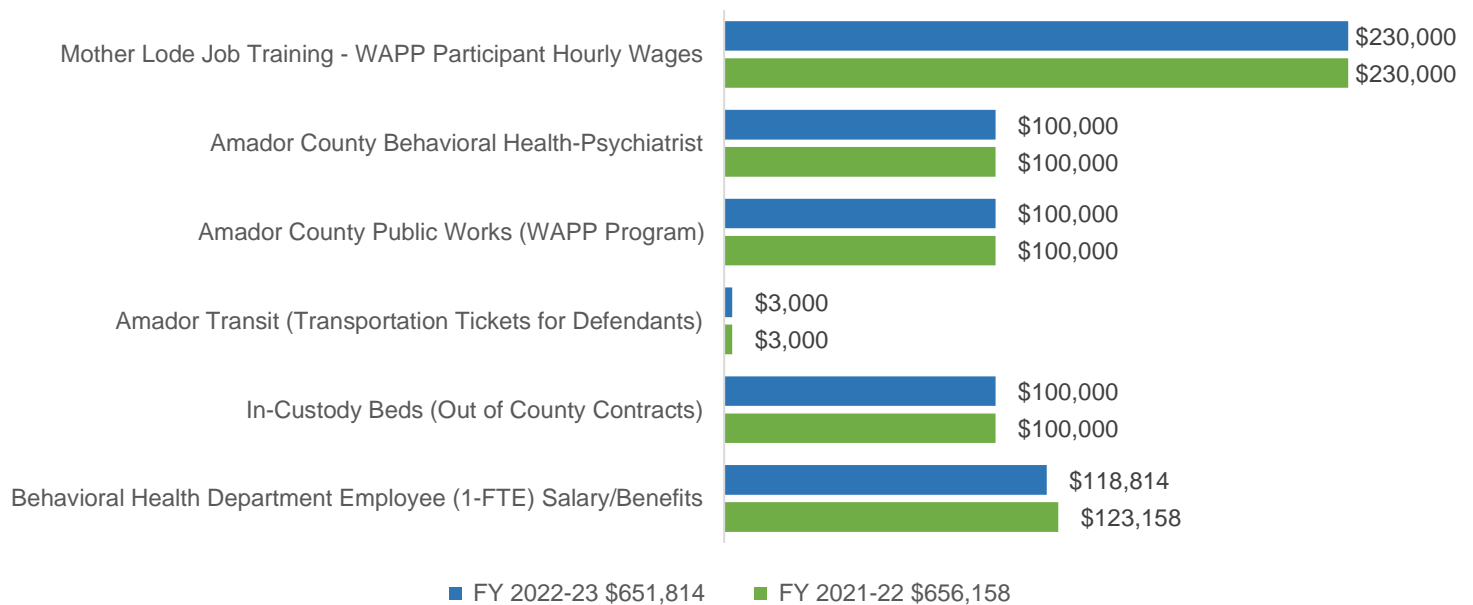 Mother Lode Job Training - WAPP Participant Hourly Wages
$230,000
$230,000
Amador County Behavioral Health-Psychiatrist
$100,000
$100,000
Amador County Public Works (WAPP Program)
$100,000
$100,000
Amador Transit (Transportation Tickets for Defendants)
$3,000
$3,000
In-Custody Beds (Out of County Contracts)
$100,000
$100,000
Behavioral Health Department Employee (1-FTE) Salary/Benefits
$118,814
$123,158
FY 2022-23 $651,814
FY 2021-22 $656,158